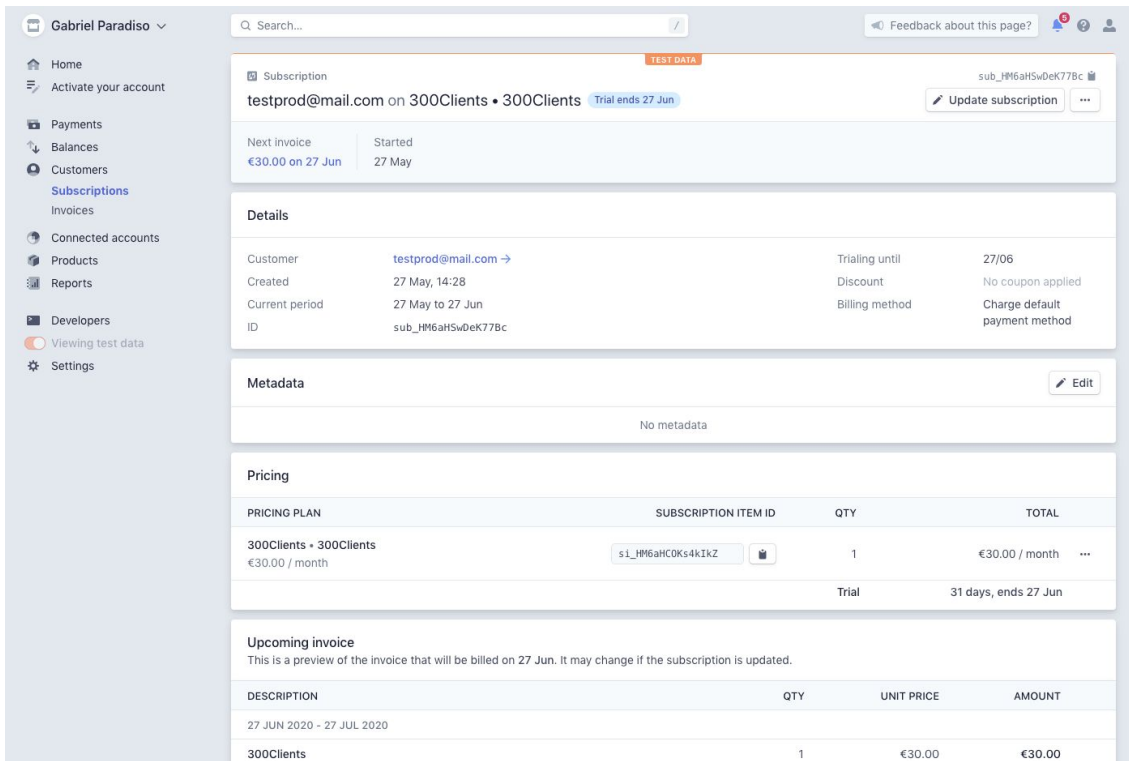 Gabriel Paradiso
Search... /
Feedback about this page? 5
Home
Activate your account
Payments
Balances
Customers
Subscriptions
Invoices
Connected accounts
Products
Reports
Developers
Viewing test data
Settings
TEST DATA
Subscription sub_HM6aHSwDeK77Bc
testprod@mail.com on 300Clients • 300Clients Trial ends 27 Jun Update subscription ...
Next invoice Started
€30.00 on 27 Jun 27 May
Details
Customer testprod@mail.com → Trialing until 27/06
Created 27 May, 14:28 Discount No coupon applied
Current period 27 May to 27 Jun Billing method Charge default
payment method
ID sub_HM6aHSwDeK77Bc
Metadata Edit
No metadata
Pricing
PRICING PLAN SUBSCRIPTION ITEM ID QTY TOTAL
300Clients • 300Clients
€30.00 / month si_HM6aHCOKs4kIkZ 1 €30.00 / month ...
Trial 31 days, ends 27 Jun
Upcoming invoice
This is a preview of the invoice that will be billed on 27 Jun. It may change if the subscription is updated.
DESCRIPTION QTY UNIT PRICE AMOUNT
27 JUN 2020 - 27 JUL 2020
300Clients 1 €30.00 €30.00